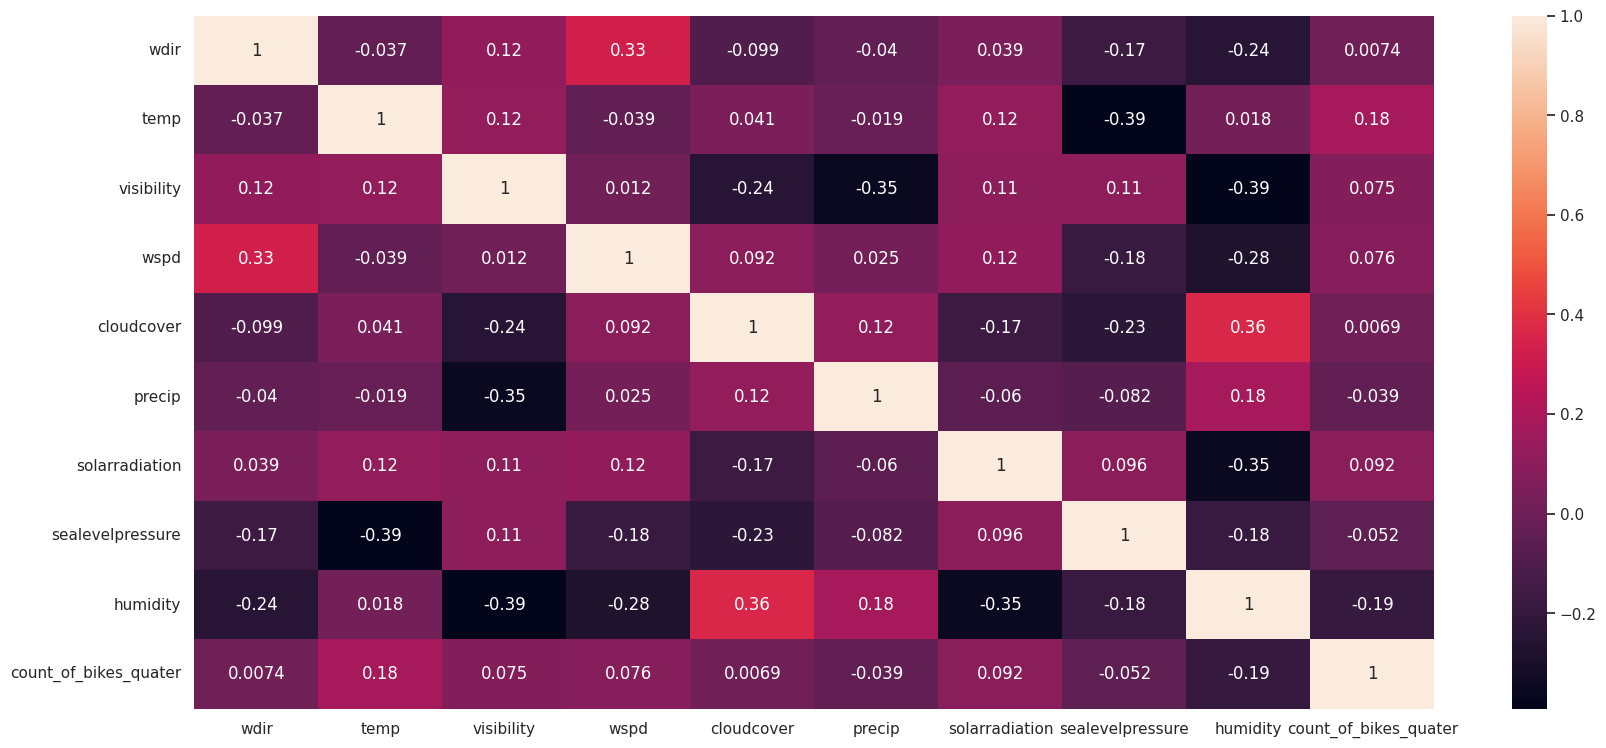 wdir 1 -0.037 0.12 0.33 -0.099 -0.04 0.039 -0.17 -0.24 0.0074
temp -0.037 1 0.12 -0.039 0.041 -0.019 0.12 -0.39 0.018 0.18
visibility 0.12 0.12 1 0.012 -0.24 -0.35 0.11 0.11 -0.39 0.075
wspd 0.33 -0.039 0.012 1 0.092 0.025 0.12 -0.18 -0.28 0.076
cloudcover -0.099 0.041 -0.24 0.092 1 0.12 -0.17 -0.23 0.36 0.0069
precip -0.04 -0.019 -0.35 0.025 0.12 1 -0.06 -0.082 0.18 -0.039
solarradiation 0.039 0.12 0.11 0.12 -0.17 -0.06 1 0.096 -0.35 0.092
sealevelpressure -0.17 -0.39 0.11 -0.18 -0.23 -0.082 0.096 1 -0.18 -0.052
humidity -0.24 0.018 -0.39 -0.28 0.36 0.18 -0.35 -0.18 1 -0.19
count_of_bikes_quater 0.0074 0.18 0.075 0.076 0.0069 -0.039 0.092 -0.052 -0.19 1
wdir temp visibility wspd cloudcover precip solarradiation sealevelpressure humidity count_of_bikes_quater
1.0
0.8
0.6
0.4
0.2
0.0
−0.2